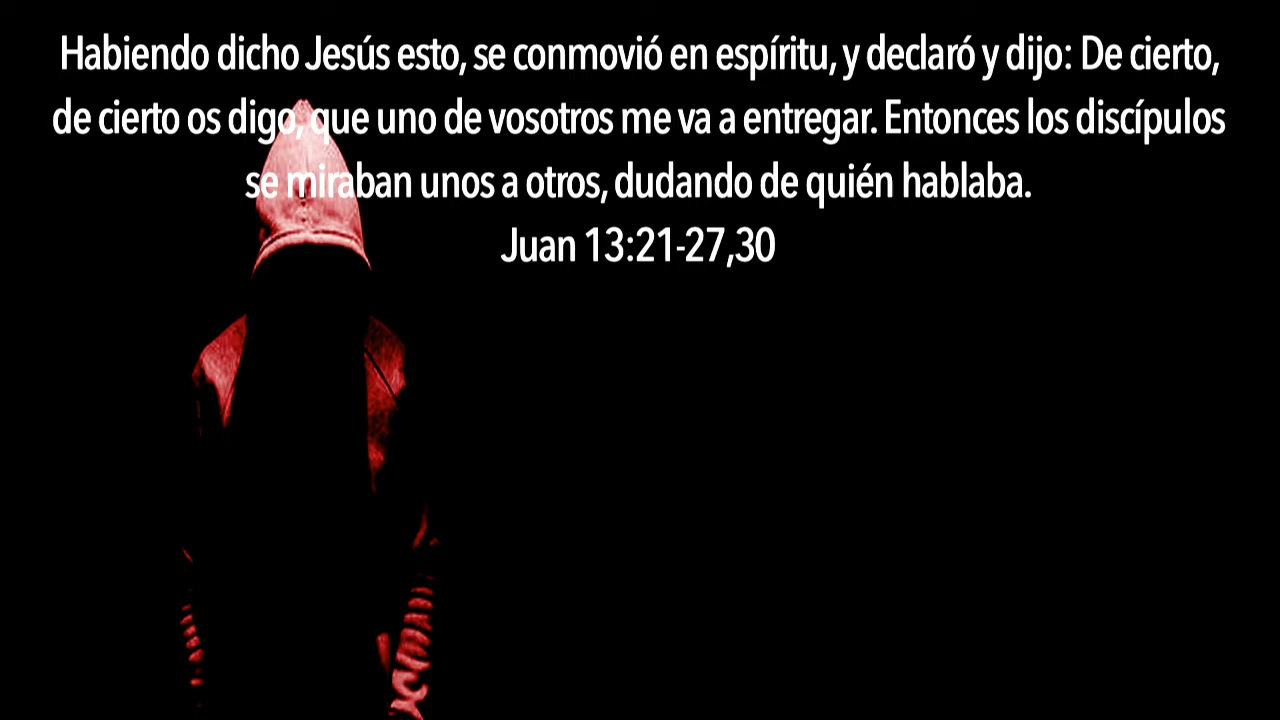 Habiendo dicho Jesús esto, se conmovió en espíritu, y declaró y dijo: De cierto,
de cierto os digo, que uno de vosotros me va a entregar. Entonces los discípulos
se miraban unos a otros, dudando de quién hablaba.
Juan 13:21-27,30